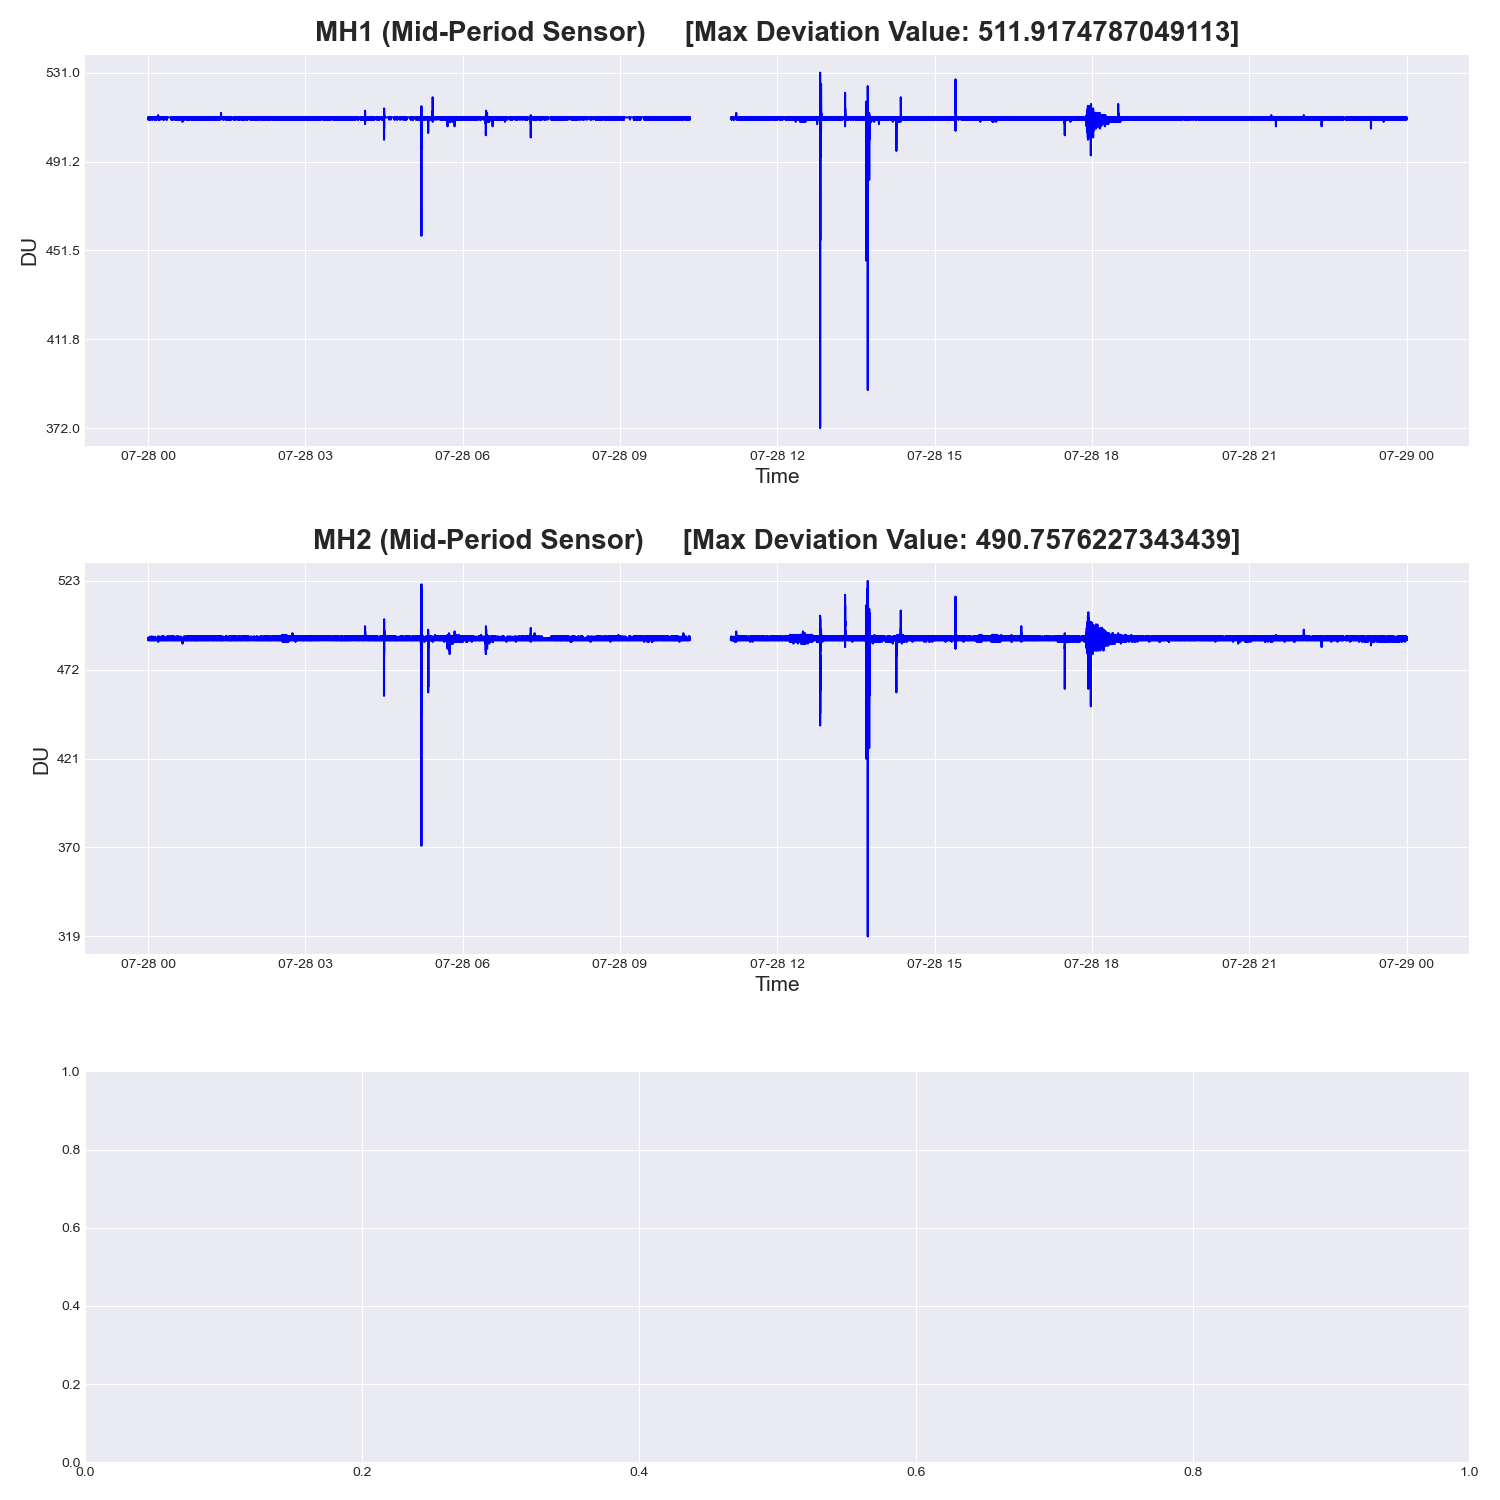 MH1 (Mid-Period Sensor) [Max Deviation Value: 511.9174787049113]
531.0
491.2
451.5
411.8
372.0
DU
07-28 00 07-28 03 07-28 06 07-28 09 07-28 12 07-28 15 07-28 18 07-28 21 07-29 00
Time
MH2 (Mid-Period Sensor) [Max Deviation Value: 490.7576227343439]
523
472
421
370
319
DU
07-28 00 07-28 03 07-28 06 07-28 09 07-28 12 07-28 15 07-28 18 07-28 21 07-29 00
Time
1.0
0.8
0.6
0.4
0.2
0.0
0.0 0.2 0.4 0.6 0.8 1.0